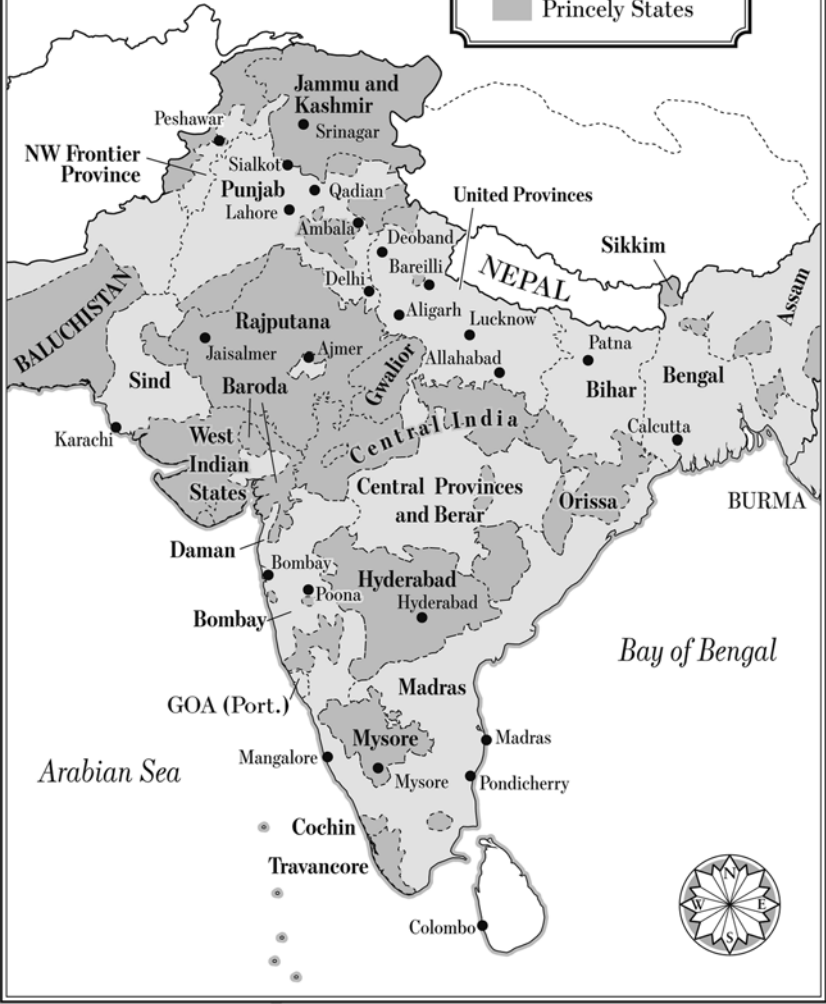 Princely States
Jammu and
Kashmir
Srinagar
Peshawar
NW Frontier
Province
Sialkot
Punjab
Qadian
Lahore
Ambala
United Provinces
Deoband
Bareilli
Sikkim
NEPAL
Delhi
Assam
BALUCHISTAN
Aligarh
Lucknow
Rajputana
Jaisalmer
Ajmer
Gwalior
Allahabad
Patna
Sind
Baroda
Bihar
Bengal
Karachi
West
Indian
States
Central India
Calcutta
Central Provinces
and Berar
Orissa
BURMA
Daman
Bombay
Hyderabad
Poona
Hyderabad
Bombay
Bay of Bengal
GOA (Port.)
Madras
Mysore
Madras
Mangalore
Mysore
Pondicherry
Arabian Sea
Cochin
Travancore
Colombo
N
W
E
S